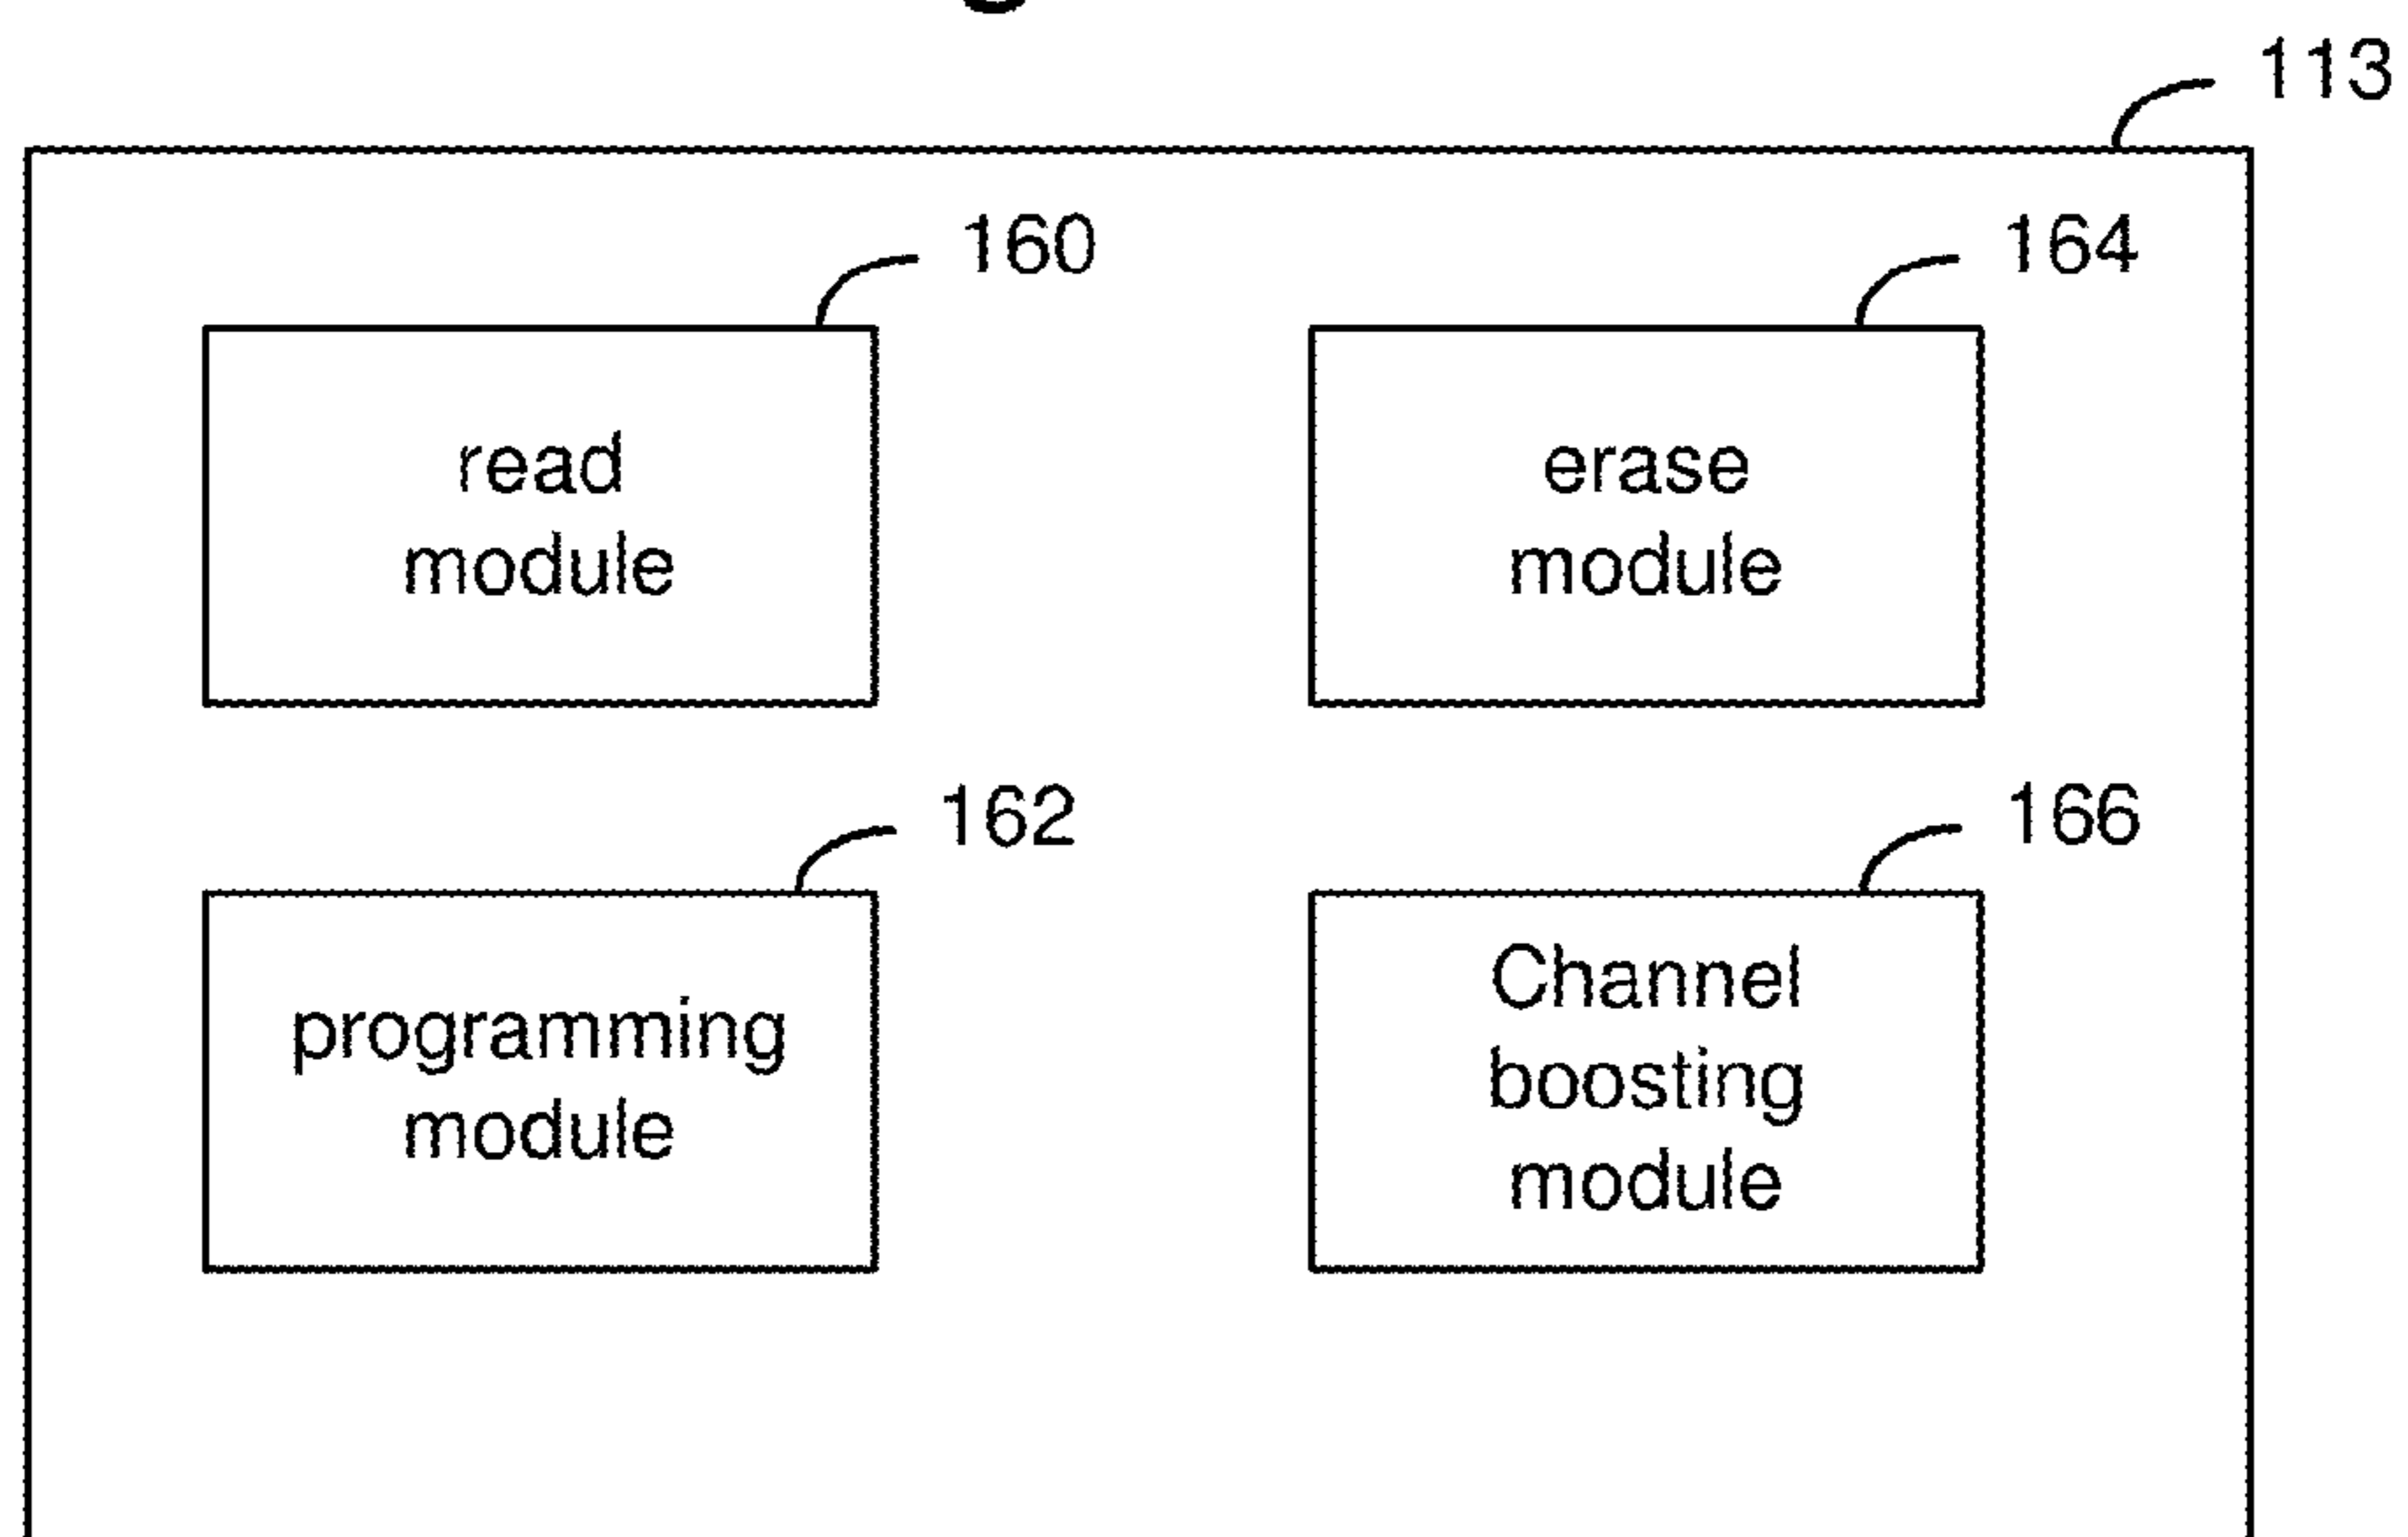 113
160
read
module
164
erase
module
162
programming
module
166
Channel
boosting
module